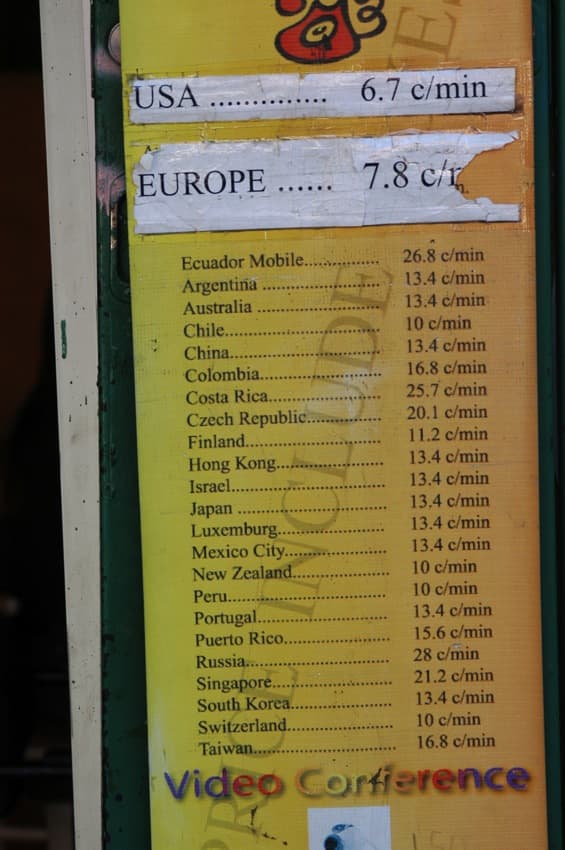 USA .............. 6.7 c/min
EUROPE ...... 7.8 c/
Ecuador Mobile............... 26.8 c/min
Argentina ........................ 13.4 c/min
Australia ......................... 13.4 c/min
Chile................................ 10 c/min
China............................... 13.4 c/min
Colombia......................... 16.8 c/min
Costa Rica....................... 25.7 c/min
Czech Republic............... 20.1 c/min
Finland............................ 11.2 c/min
Hong Kong...................... 13.4 c/min
Israel............................... 13.4 c/min
Japan .............................. 13.4 c/min
Luxemburg...................... 13.4 c/min
Mexico City.................... 13.4 c/min
New Zealand................... 10 c/min
Peru................................. 10 c/min
Portugal........................... 13.4 c/min
Puerto Rico..................... 15.6 c/min
Russia............................. 28 c/min
Singapore........................ 21.2 c/min
South Korea.................... 13.4 c/min
Switzerland..................... 10 c/min
Taiwan............................ 16.8 c/min
Video Conference
PRICE INCLUDE